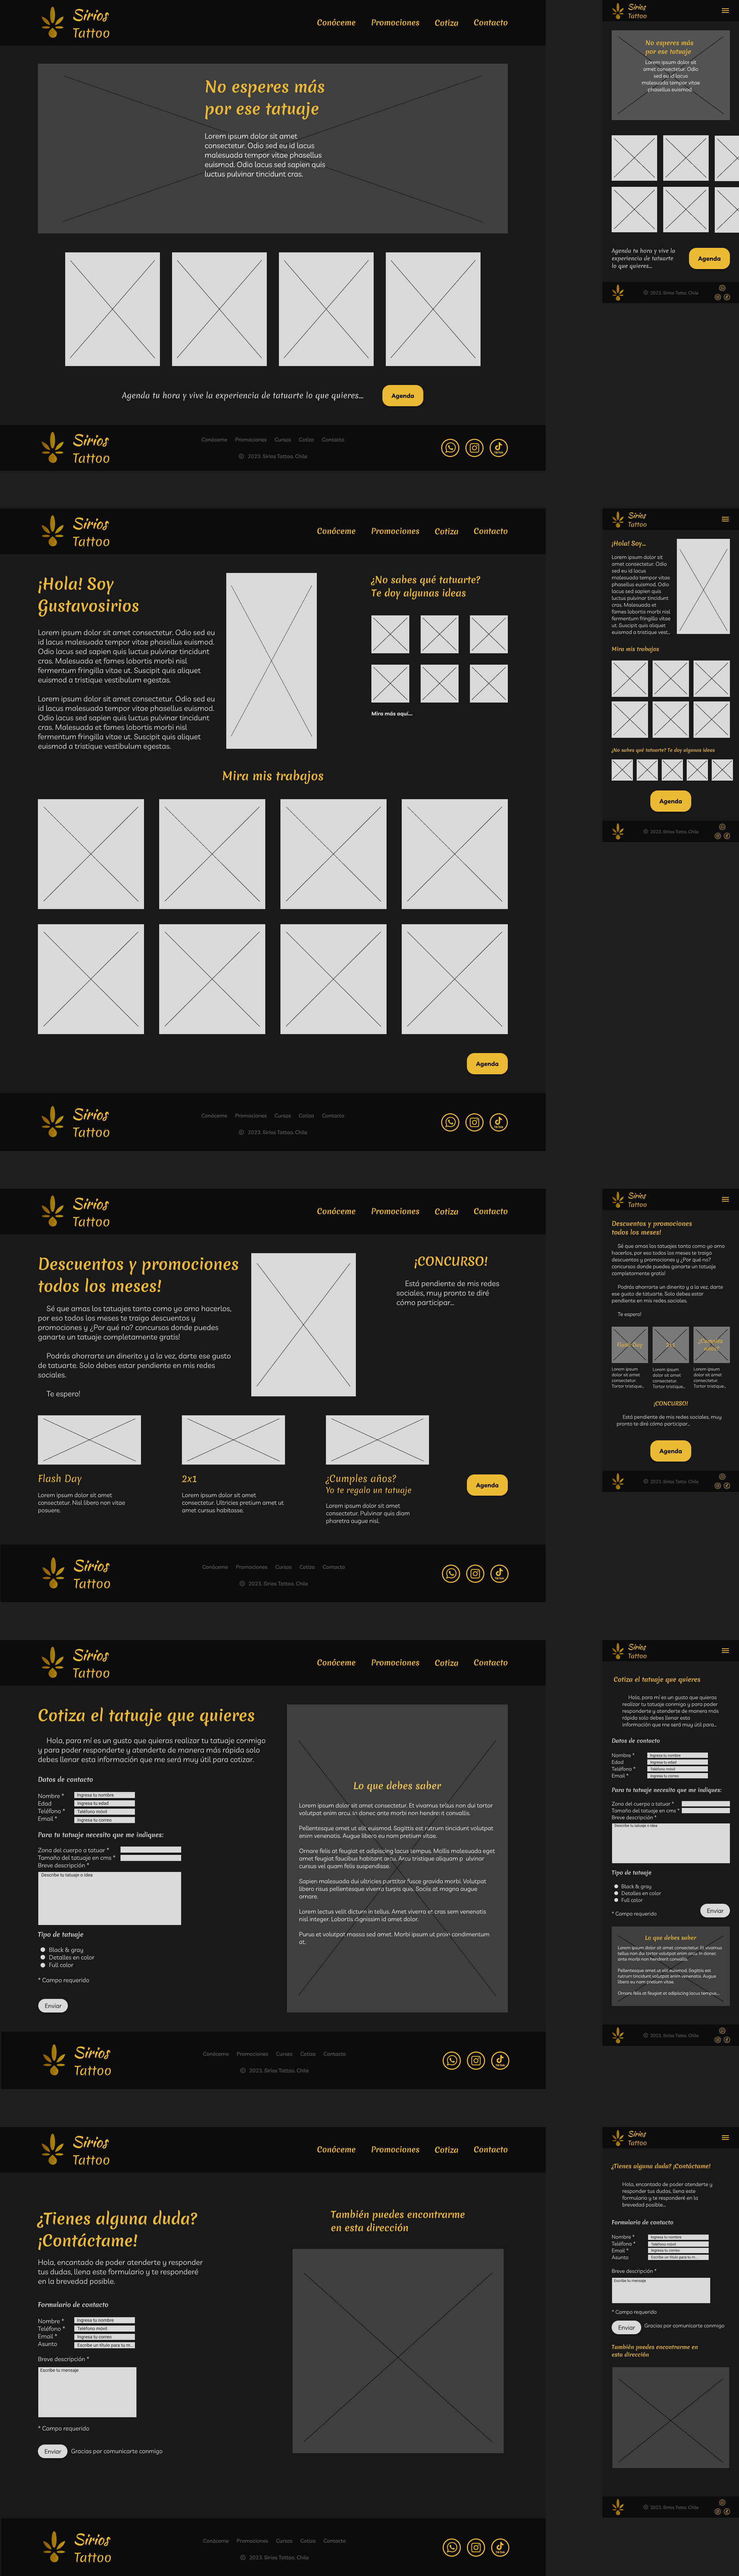 Sirios
Tattoo
Conóceme Promociones Cotiza Contacto
No esperes más
por ese tatuaje
Lorem ipsum dolor sit amet
consectetur. Odio sed eu id lacus
malesuada tempor vitae phasellus
euismod. Odio lacus sed sapien quis
luctus pulvinar tincidunt cras.
Agenda tu hora y vive la experiencia de tatuarte lo que quieres...
Agenda
Sirios
Tattoo
Conóceme Promociones Cursos Cotiza Contacto
© 2023, Sirios Tattoo, Chile
Sirios
Tattoo
No esperes más
por ese tatuaje
Lorem ipsum dolor sit
amet consectetur. Odio
sed eu id lacus
malesuada tempor vitae
phasellus euismod
Agenda tu hora y vive la
experiencia de tatuarte
lo que quieres...
Agenda
© 2023, Sirios Tattoo, Chile
Sirios
Tattoo
Conóceme Promociones Cotiza Contacto
¡Hola! Soy
Gustavosirios
Lorem ipsum dolor sit amet consectetur. Odio sed eu
id lacus malesuada tempor vitae phasellus euismod.
Odio lacus sed sapien quis luctus pulvinar tincidunt
cras. Malesuada et fames lobortis morbi nisl
fermentum fringilla vitae ut. Suscipit quis aliquet
euismod a tristique vestibulum egestas.
Lorem ipsum dolor sit amet consectetur. Odio sed eu
id lacus malesuada tempor vitae phasellus euismod.
Odio lacus sed sapien quis luctus pulvinar tincidunt
cras. Malesuada et fames lobortis morbi nisl
fermentum fringilla vitae ut. Suscipit quis aliquet
euismod a tristique vestibulum egestas.
¿No sabes qué tatuarte?
Te doy algunas ideas
Mira más aquí...
Mira mis trabajos
Agenda
Sirios
Tattoo
Conóceme Promociones Cursos Cotiza Contacto
© 2023, Sirios Tattoo, Chile
Sirios
Tattoo
¡Hola! Soy...
Lorem ipsum dolor sit
amet consectetur. Odio
sed eu id lacus
malesuada tempor vitae
phasellus euismod. Odio
lacus sed sapien quis
luctus pulvinar tincidunt
cras. Malesuada et
fames lobortis morbi nisl
fermentum fringilla vitae
ut. Suscipit quis aliquet
euismod a tristique vest...
Mira mis trabajos
¿No sabes qué tatuarte? Te doy algunas ideas
Agenda
© 2023, Sirios Tattoo, Chile
Sirios
Tattoo
Conóceme Promociones Cotiza Contacto
Descuentos y promociones
todos los meses!
Sé que amas los tatuajes tanto como yo amo hacerlos,
por eso todos los meses te traigo descuentos y
promociones y ¿Por qué no? concursos donde puedes
ganarte un tatuaje completamente gratis!
Podrás ahorrarte un dinerito y a la vez, darte ese gusto
de tatuarte. Solo debes estar pendiente en mis redes
sociales.
Te espero!
¡CONCURSO!
Está pendiente de mis redes
sociales, muy pronto te diré
cómo participar...
Flash Day
Lorem ipsum dolor sit amet
consectetur. Nisl libero non vitae
posuere.
2x1
Lorem ipsum dolor sit amet
consectetur. Ultricies pretium amet ut
amet cursus habitasse.
¿Cumples años?
Yo te regalo un tatuaje
Lorem ipsum dolor sit amet
consectetur. Pulvinar quis diam
pharetra augue nisl.
Agenda
Sirios
Tattoo
Conóceme Promociones Cursos Cotiza Contacto
© 2023, Sirios Tattoo, Chile
Sirios
Tattoo
Descuentos y promociones
todos los meses!
Sé que amas los tatuajes tanto como yo amo
hacerlos, por eso todos los meses te traigo
descuentos y promociones y ¿Por qué no?
concursos donde puedes ganarte un tatuaje
completamente gratis!
Podrás ahorrarte un dinerito y a la vez, darte
ese gusto de tatuarte. Solo debes estar
pendiente en mis redes sociales.
Te espero!
Flash Day
2x1
¿Cumples
años?
Lorem ipsum
dolor sit amet
consectetur.
Tortor tristique...
Lorem ipsum
dolor sit amet
consectetur.
Tortor tristique...
Lorem ipsum
dolor sit amet
consectetur.
Tortor tristique...
¡CONCURSO!
Está pendiente de mis redes sociales, muy
pronto te diré cómo participar...
Agenda
© 2023, Sirios Tattoo, Chile
Sirios
Tattoo
Conóceme Promociones Cotiza Contacto
Cotiza el tatuaje que quieres
Hola, para mí es un gusto que quieras realizar tu tatuaje conmigo
y para poder responderte y atenderte de manera más rápida solo
debes llenar esta información que me será muy útil para cotizar.
Datos de contacto
Nombre * Ingresa tu nombre
Edad Ingresa tu edad
Teléfono * Teléfono móvil
Email * Ingresa tu correo
Para tu tatuaje necesito que me indiques:
Zona del cuerpo a tatuar *
Tamaño del tatuaje en cms *
Breve descripción *
Describe tu tatuaje o idea
Tipo de tatuaje
Black & gray
Detalles en color
Full color
* Campo requerido
Enviar
Lo que debes saber
Lorem ipsum dolor sit amet consectetur. Et vivamus tellus non dui tortor
volutpat enim arcu. In donec ante morbi non hendrerit convallis.
Pellentesque amet ut elit euismod. Sagittis est rutrum tincidunt volutpat
enim venenatis. Augue libero eu nam pretium vitae.
Ornare felis at feugiat et adipiscing lacus tempus. Mollis malesuada eget
amet feugiat faucibus habitant arcu. Arcu tristique aliquam pulvinar
cursus vel quam felis suspendisse.
Sapien malesuada dui ultricies porttitor fusce gravida morbi. Volutpat
libero risus pellentesque viverra turpis quis. Sociis at magna augue
ornare.
Lorem lectus velit dictum in tellus. Amet viverra et cras sem venenatis
nisl integer. Lobortis dignissim id amet dolor.
Purus et volutpat massa sed amet. Morbi ipsum ut proin condimentum
at.
Sirios
Tattoo
Conóceme Promociones Cursos Cotiza Contacto
© 2023, Sirios Tattoo, Chile
Sirios
Tattoo
Cotiza el tatuaje que quieres
Hola, para mí es un gusto que quieras
realizar tu tatuaje conmigo y para poder
responderte y atenderte de manera más
rápida solo debes llenar esta
información que me será muy útil para...
Datos de contacto
Nombre * Ingresa tu nombre
Edad Ingresa tu edad
Teléfono * Teléfono móvil
Email * Ingresa tu correo
Para tu tatuaje necesito que me indiques:
Zona del cuerpo a tatuar *
Tamaño del tatuaje en cms *
Breve descripción *
Describe tu tatuaje o idea
Tipo de tatuaje
Black & gray
Detalles en color
Full color
* Campo requerido
Enviar
Lo que debes saber
Lorem ipsum dolor sit amet consectetur. Et vivamus
tellus non dui tortor volutpat enim arcu. In donec
ante morbi non hendrerit convallis.
Pellentesque amet ut elit euismod. Sagittis est
rutrum tincidunt volutpat enim venenatis. Augue
libero eu nam pretium vitae.
Ornare felis at feugiat et adipiscing lacus tempus...
© 2023, Sirios Tattoo, Chile
Sirios
Tattoo
Conóceme Promociones Cotiza Contacto
¿Tienes alguna duda?
¡Contáctame!
Hola, encantado de poder atenderte y responder
tus dudas, llena este formulario y te responderé
en la brevedad posible.
Formulario de contacto
Nombre * Ingresa tu nombre
Teléfono * Teléfono móvil
Email * Ingresa tu correo
Asunto Escribe un título para tu m...
Breve descripción *
Escribe tu mensaje
* Campo requerido
Enviar Gracias por comunicarte conmigo
También puedes encontrarme
en esta dirección
Sirios
Tattoo
Conóceme Promociones Cursos Cotiza Contacto
© 2023, Sirios Tattoo, Chile
Sirios
Tattoo
¿Tienes alguna duda? ¡Contáctame!
Hola, encantado de poder atenderte y
responder tus dudas, llena este
formulario y te responderé en la
brevedad posible...
Formulario de contacto
Nombre * Ingresa tu nombre
Teléfono * Teléfono móvil
Email * Ingresa tu correo
Asunto Escribe un título para tu m...
Breve descripción *
Escribe tu mensaje
* Campo requerido
Enviar Gracias por comunicarte conmigo
También puedes encontrarme en
esta dirección
© 2023, Sirios Tattoo, Chile